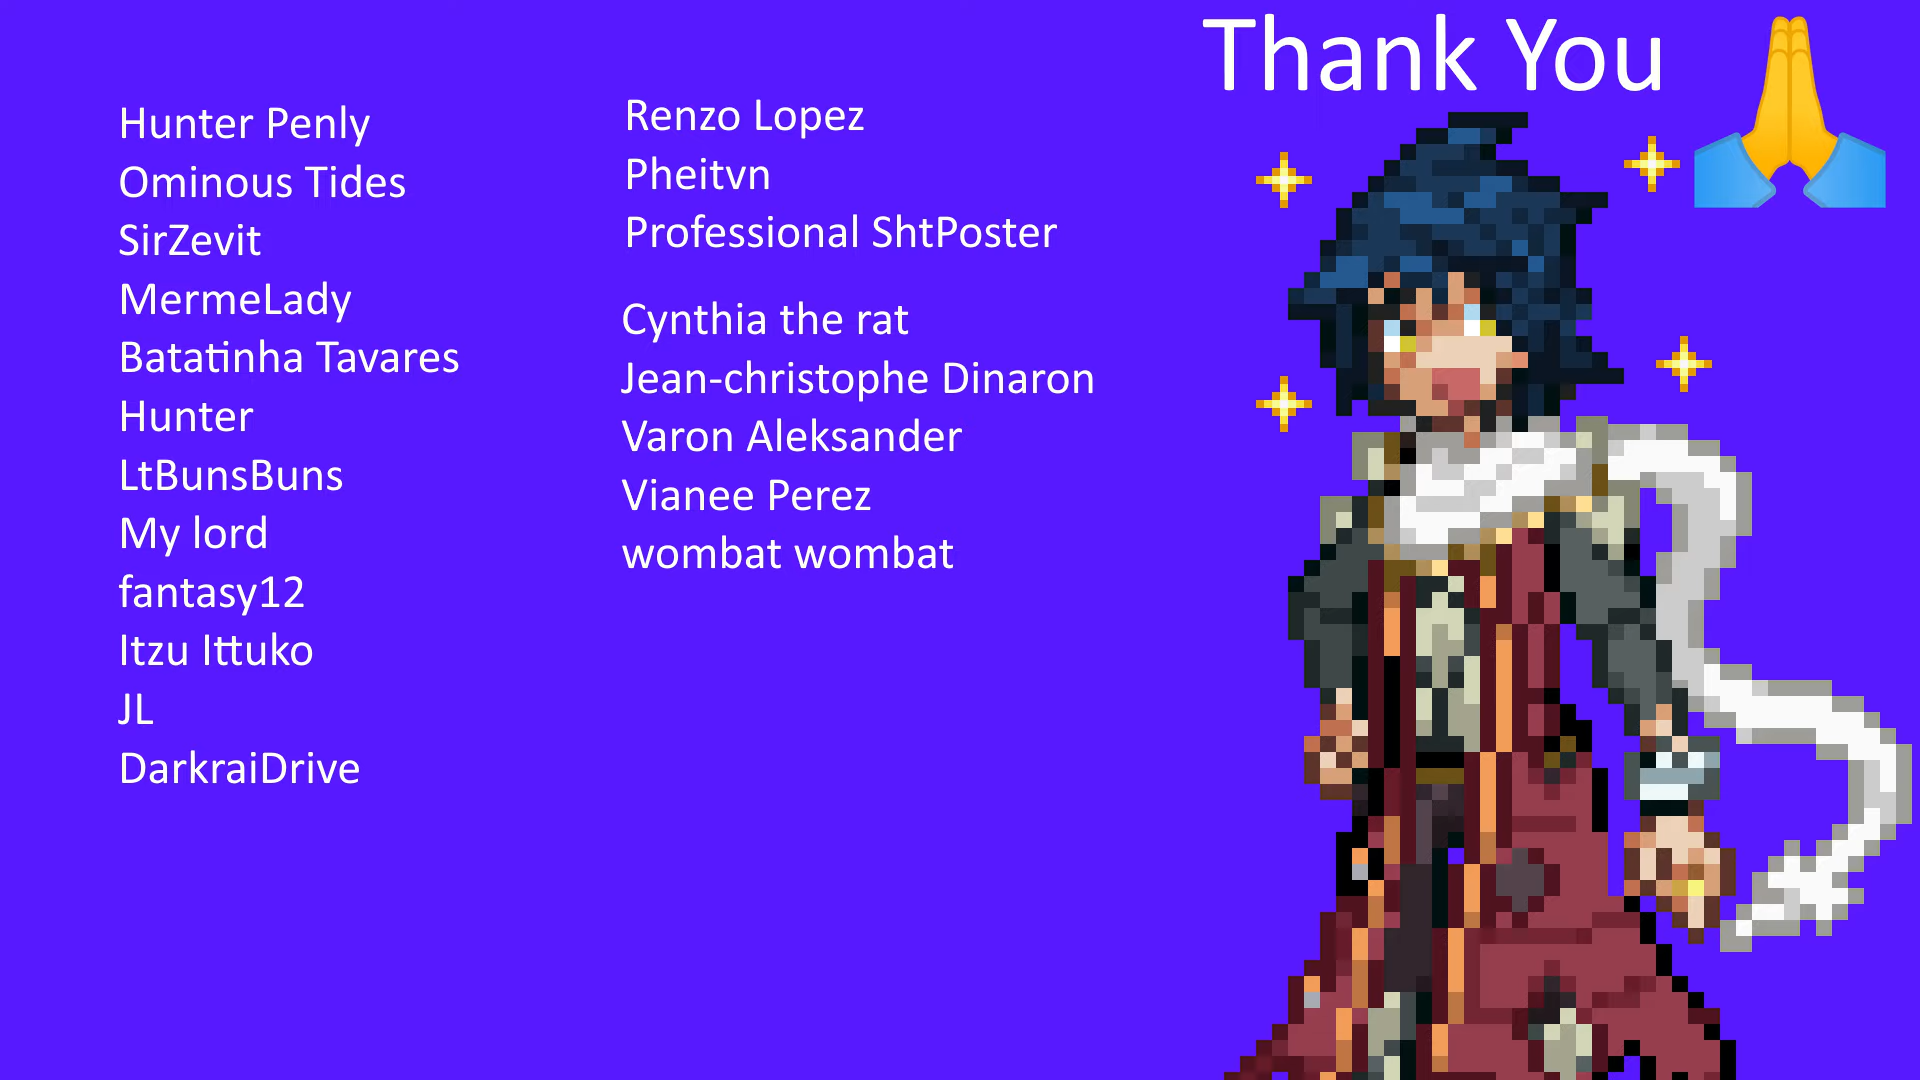 Thank You
Hunter Penly
Ominous Tides
SirZevit
MermeLady
Batatinha Tavares
Hunter
LtBunsBuns
My lord
fantasy12
Itzu Ittuko
JL
DarkraiDrive
Renzo Lopez
Pheitvn
Professional ShtPoster
Cynthia the rat
Jean-christophe Dinaron
Varon Aleksander
Vianee Perez
wombat wombat